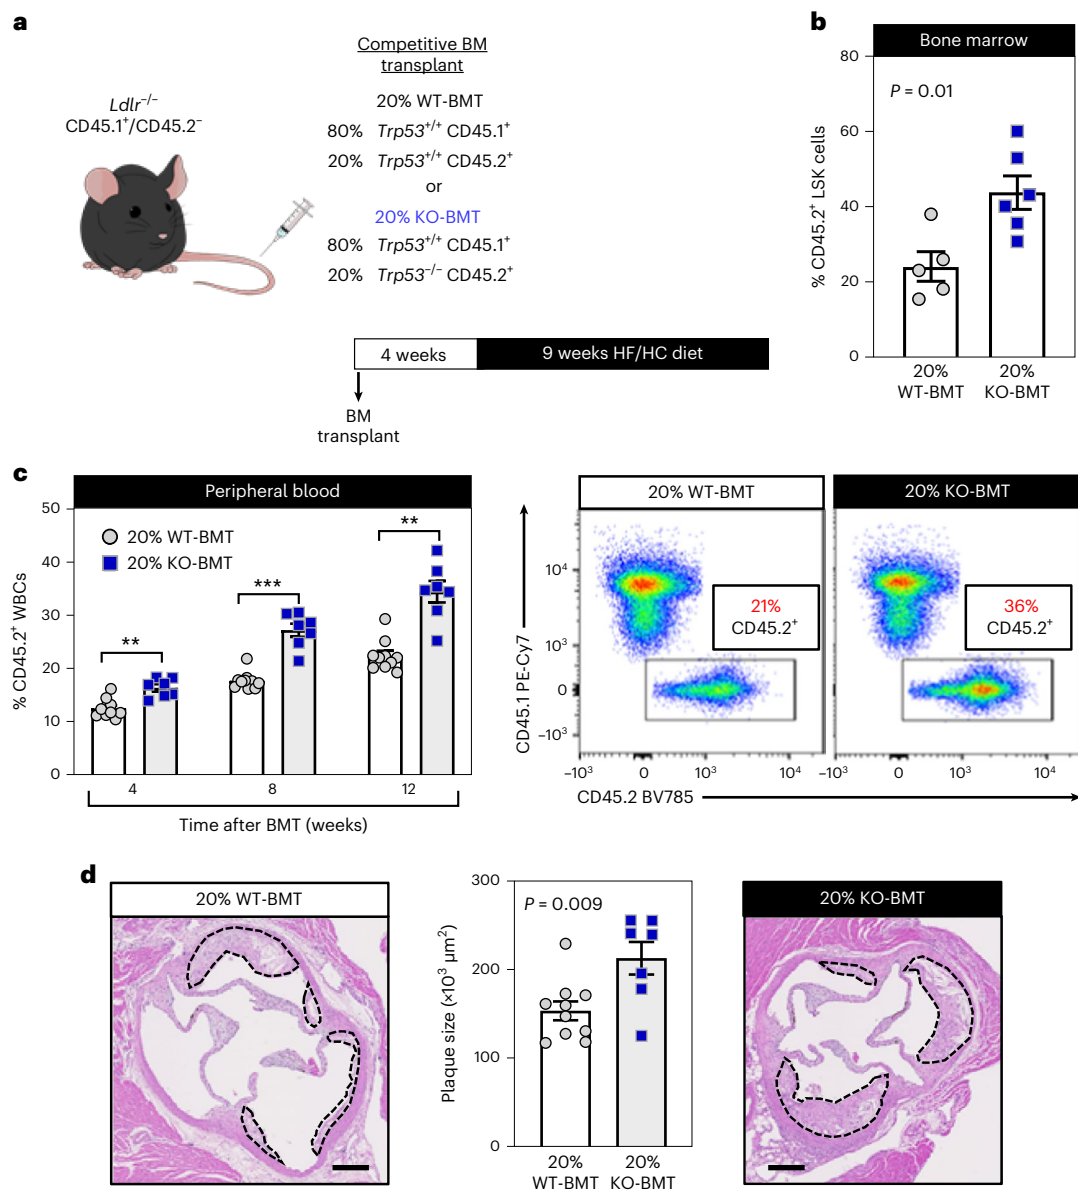 a
Competitive BM
transplant
Ldlr⁻/⁻
CD45.1⁺/CD45.2⁻
20% WT-BMT
80% Trp53⁺/⁺ CD45.1⁺
20% Trp53⁺/⁺ CD45.2⁺
or
20% KO-BMT
80% Trp53⁺/⁺ CD45.1⁺
20% Trp53⁻/⁻ CD45.2⁺
4 weeks
9 weeks HF/HC diet
BM
transplant
b
Bone marrow
P = 0.01
% CD45.2⁺ LSK cells
80
60
40
20
0
20%
WT-BMT
20%
KO-BMT
c
Peripheral blood
% CD45.2⁺ WBCs
50
40
30
20
10
0
20% WT-BMT
20% KO-BMT
**
***
**
4
8
12
Time after BMT (weeks)
20% WT-BMT
20% KO-BMT
CD45.1 PE-Cy7
10⁴
10³
0
–10³
21%
CD45.2⁺
36%
CD45.2⁺
–10³
0
10³
10⁴
–10³
0
10³
10⁴
CD45.2 BV785
d
20% WT-BMT
Plaque size (×10³ µm²)
300
200
100
0
P = 0.009
20%
WT-BMT
20%
KO-BMT
20% KO-BMT